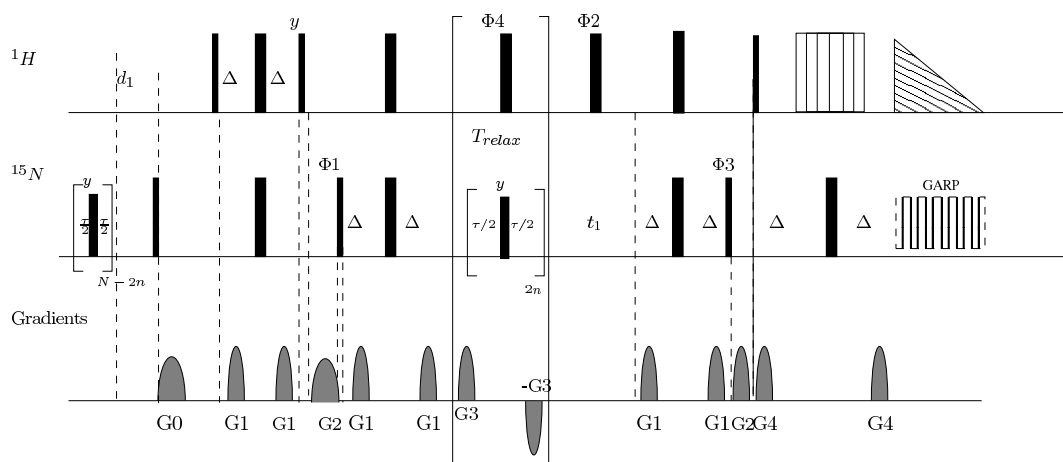 y Φ4 Φ2
¹H d₁ Δ Δ
T_relax
¹⁵N y Φ1 y Φ3 GARP
τ/2 τ/2 Δ Δ τ/2 τ/2 t₁ Δ Δ Δ Δ
N − 2n 2n
Gradients
-G3
G0 G1 G1 G2 G1 G1 G3 G1 G1 G2 G4 G4